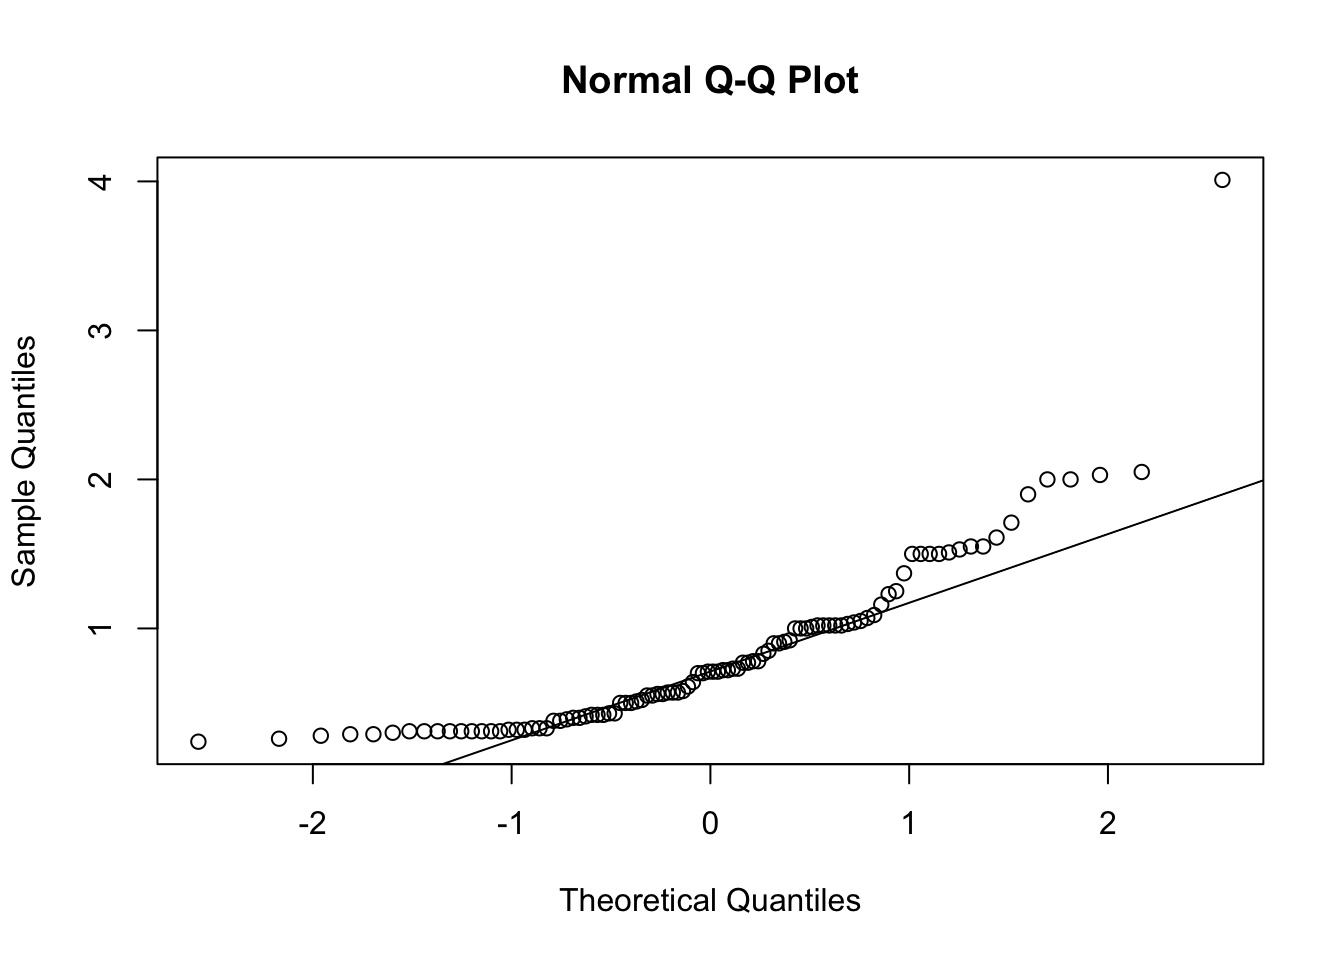 Normal Q-Q Plot
Sample Quantiles
4
3
2
1
-2 -1 0 1 2
Theoretical Quantiles